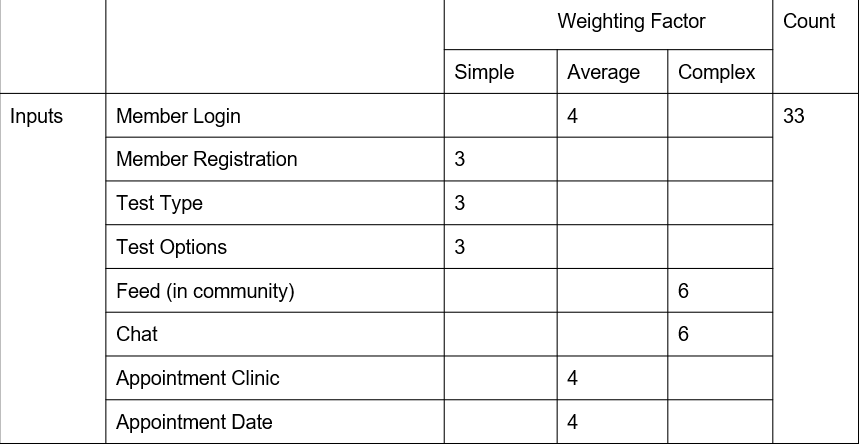 Weighting Factor Count
Simple Average Complex
Inputs Member Login 4 33
Member Registration 3
Test Type 3
Test Options 3
Feed (in community) 6
Chat 6
Appointment Clinic 4
Appointment Date 4